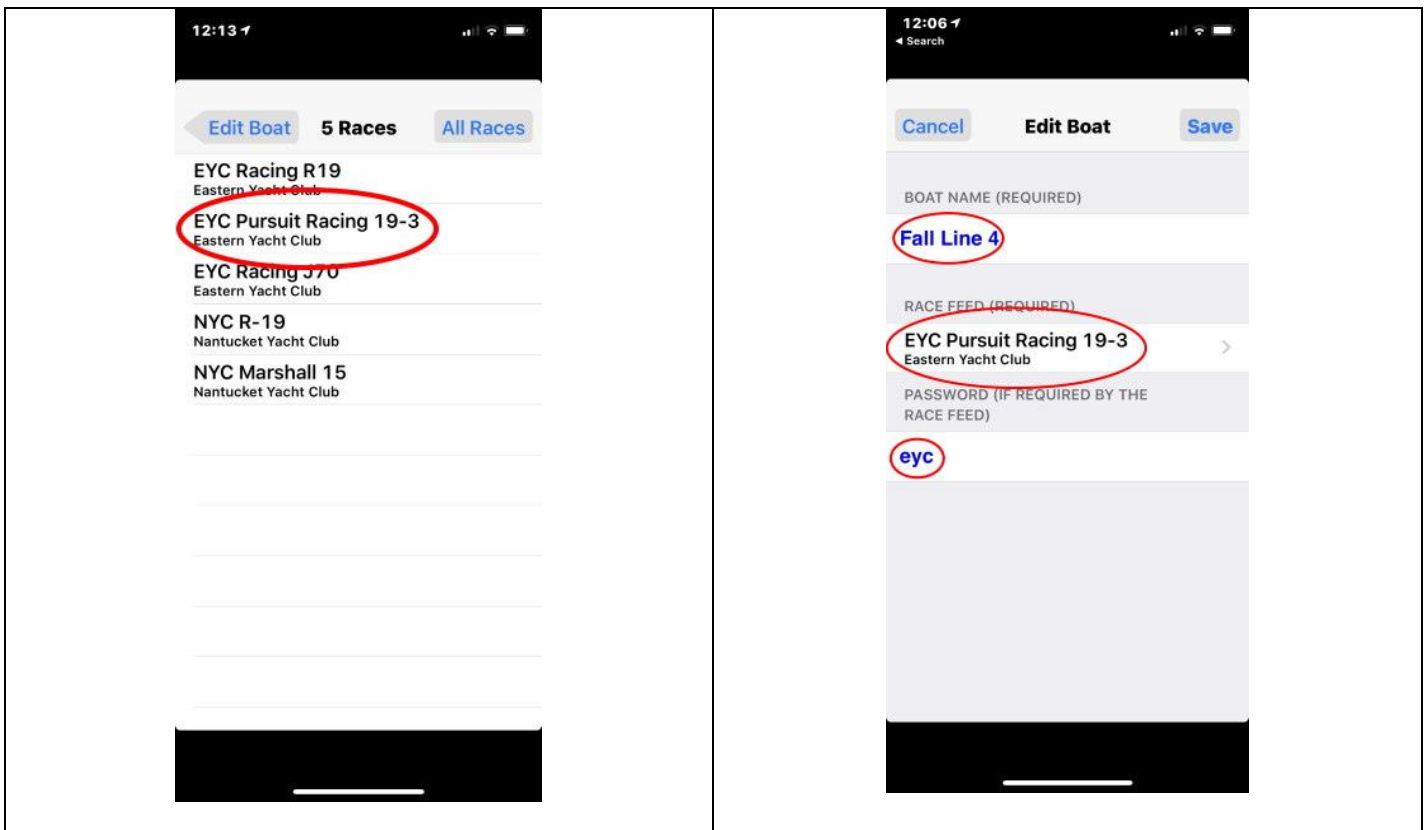 12:13
Edit Boat 5 Races All Races
EYC Racing R19
Eastern Yacht Club
EYC Pursuit Racing 19-3
Eastern Yacht Club
EYC Racing J70
Eastern Yacht Club
NYC R-19
Nantucket Yacht Club
NYC Marshall 15
Nantucket Yacht Club
12:06
Search
Cancel Edit Boat Save
BOAT NAME (REQUIRED)
Fall Line 4
RACE FEED (REQUIRED)
EYC Pursuit Racing 19-3
Eastern Yacht Club
PASSWORD (IF REQUIRED BY THE
RACE FEED)
eyc